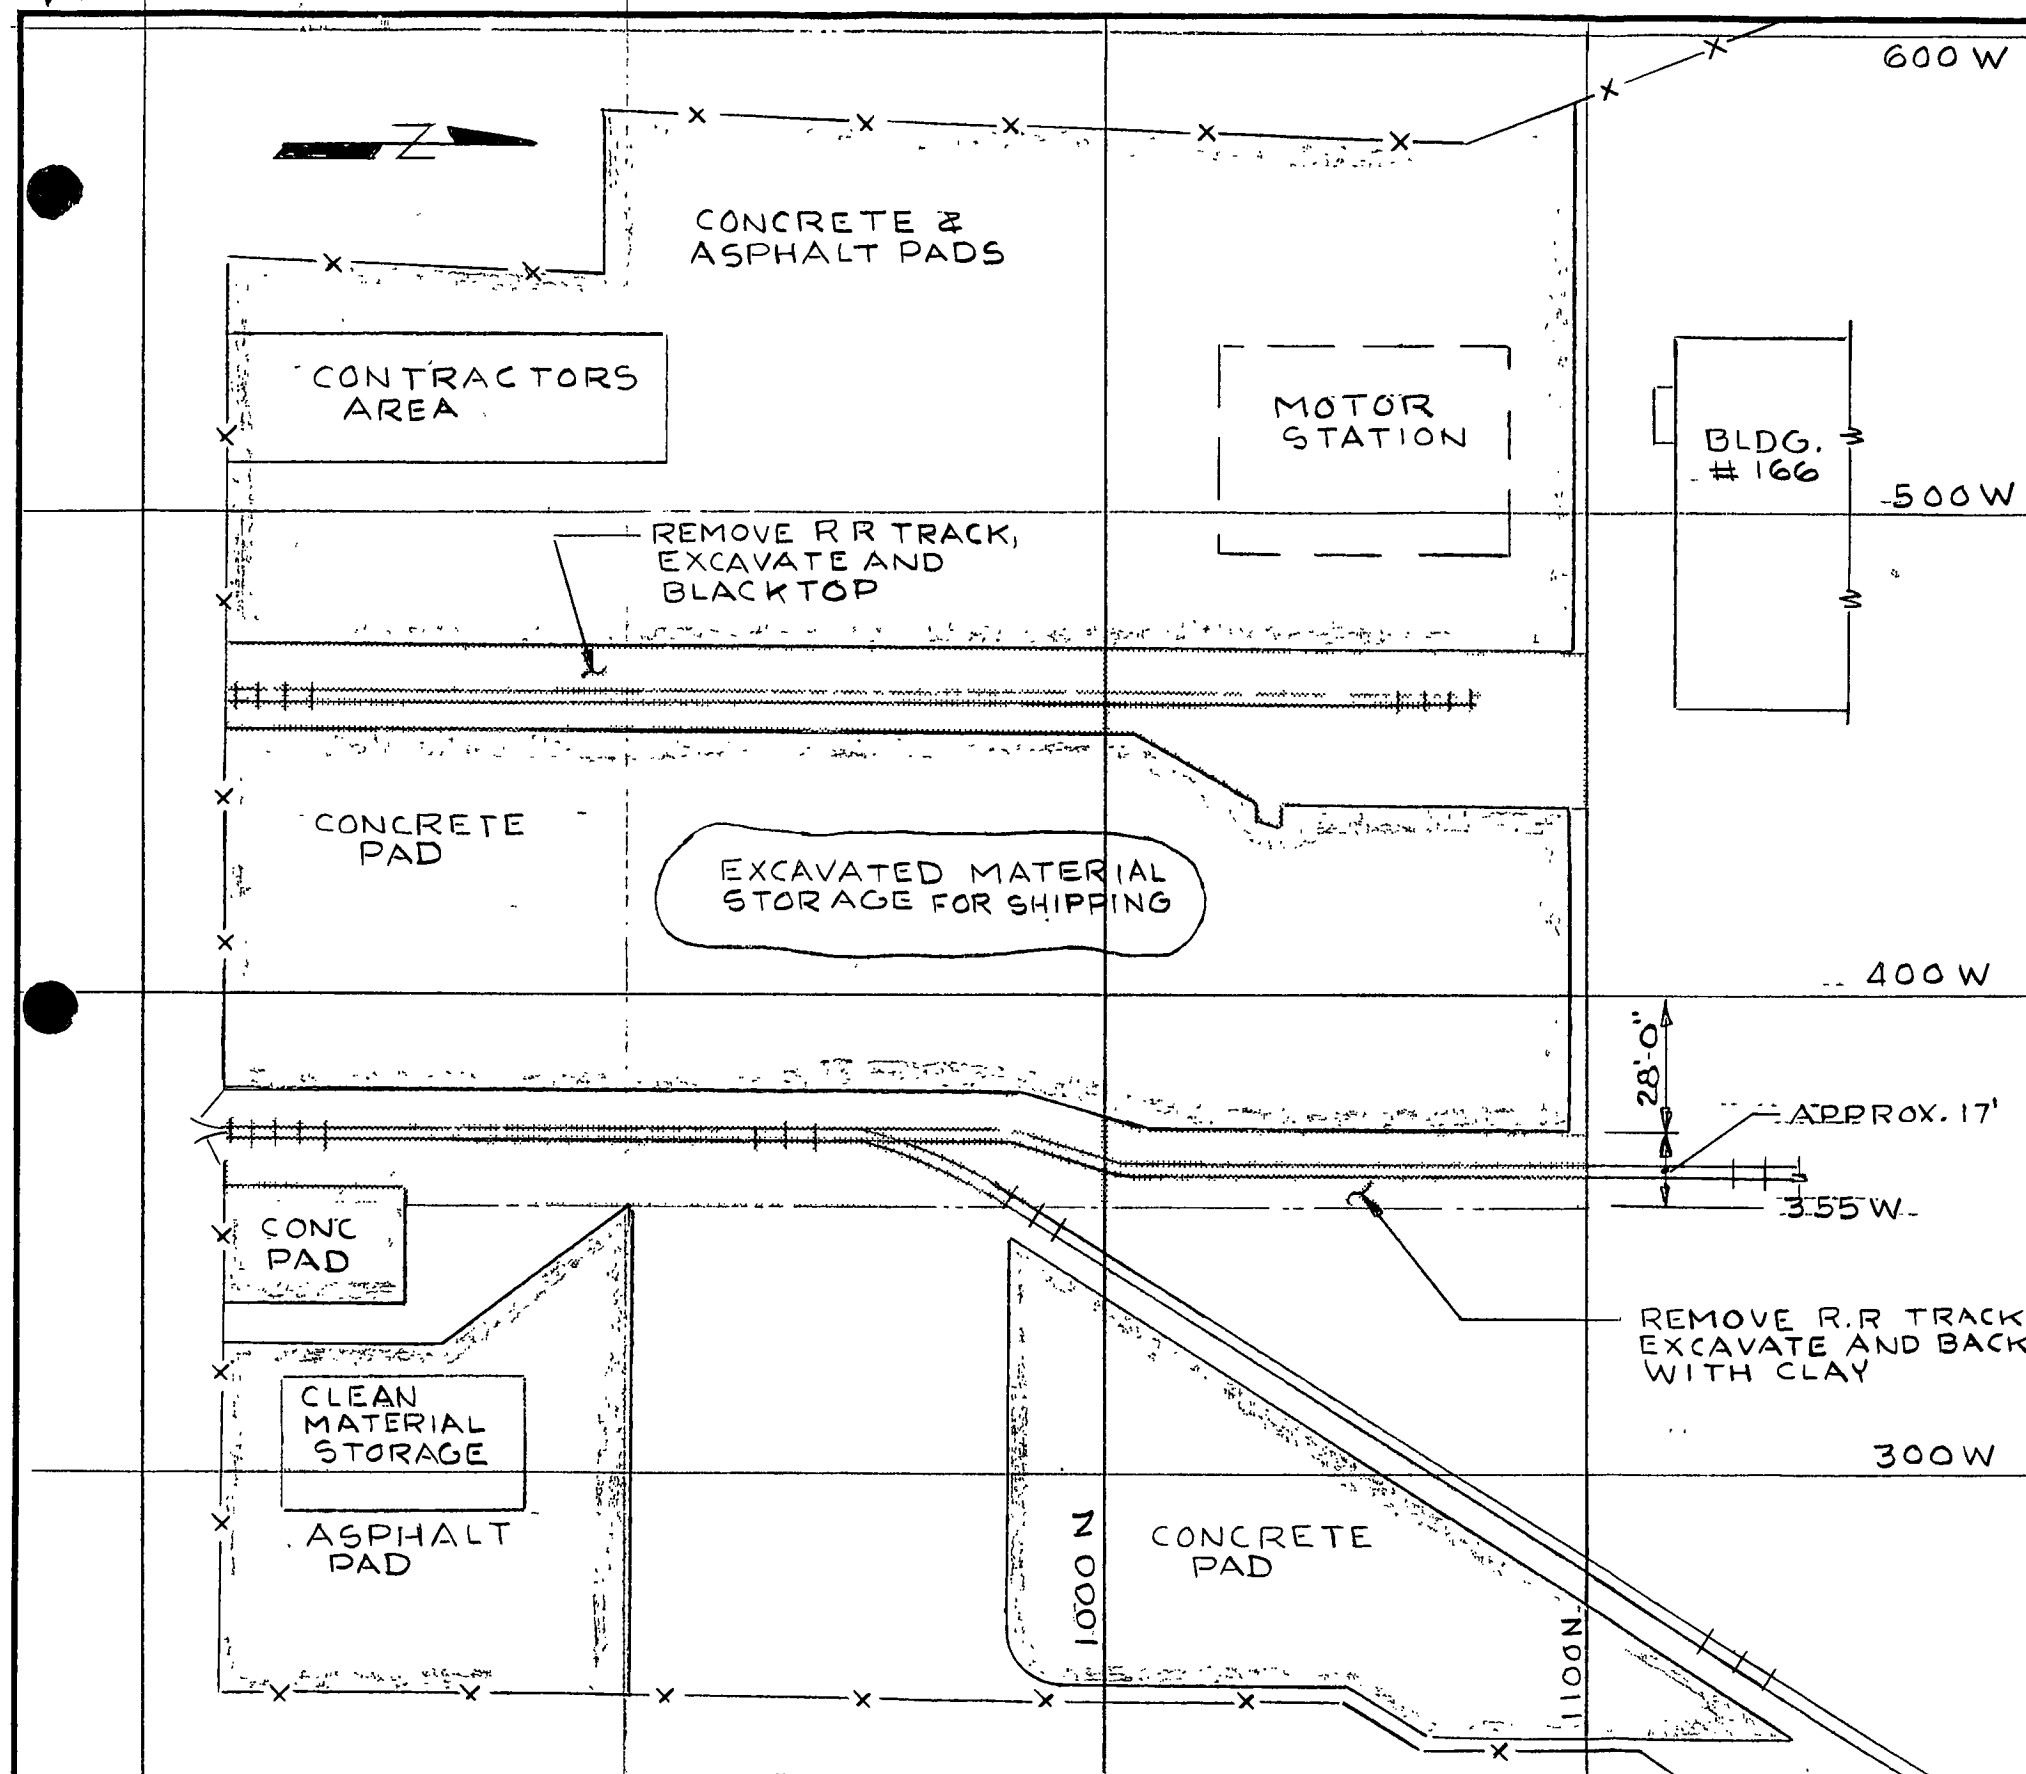 600 W
Z
CONCRETE &
ASPHALT PADS
CONTRACTORS
AREA
MOTOR
STATION
BLDG.
# 166
500 W
REMOVE R R TRACK,
EXCAVATE AND
BLACKTOP
CONCRETE
PAD
EXCAVATED MATERIAL
STORAGE FOR SHIPPING
400 W
28'-0"
APPROX. 17'
355 W
CONC
PAD
REMOVE R.R TRACK
EXCAVATE AND BACK
WITH CLAY
CLEAN
MATERIAL
STORAGE
300 W
ASPHALT
PAD
1000 N
CONCRETE
PAD
1100N